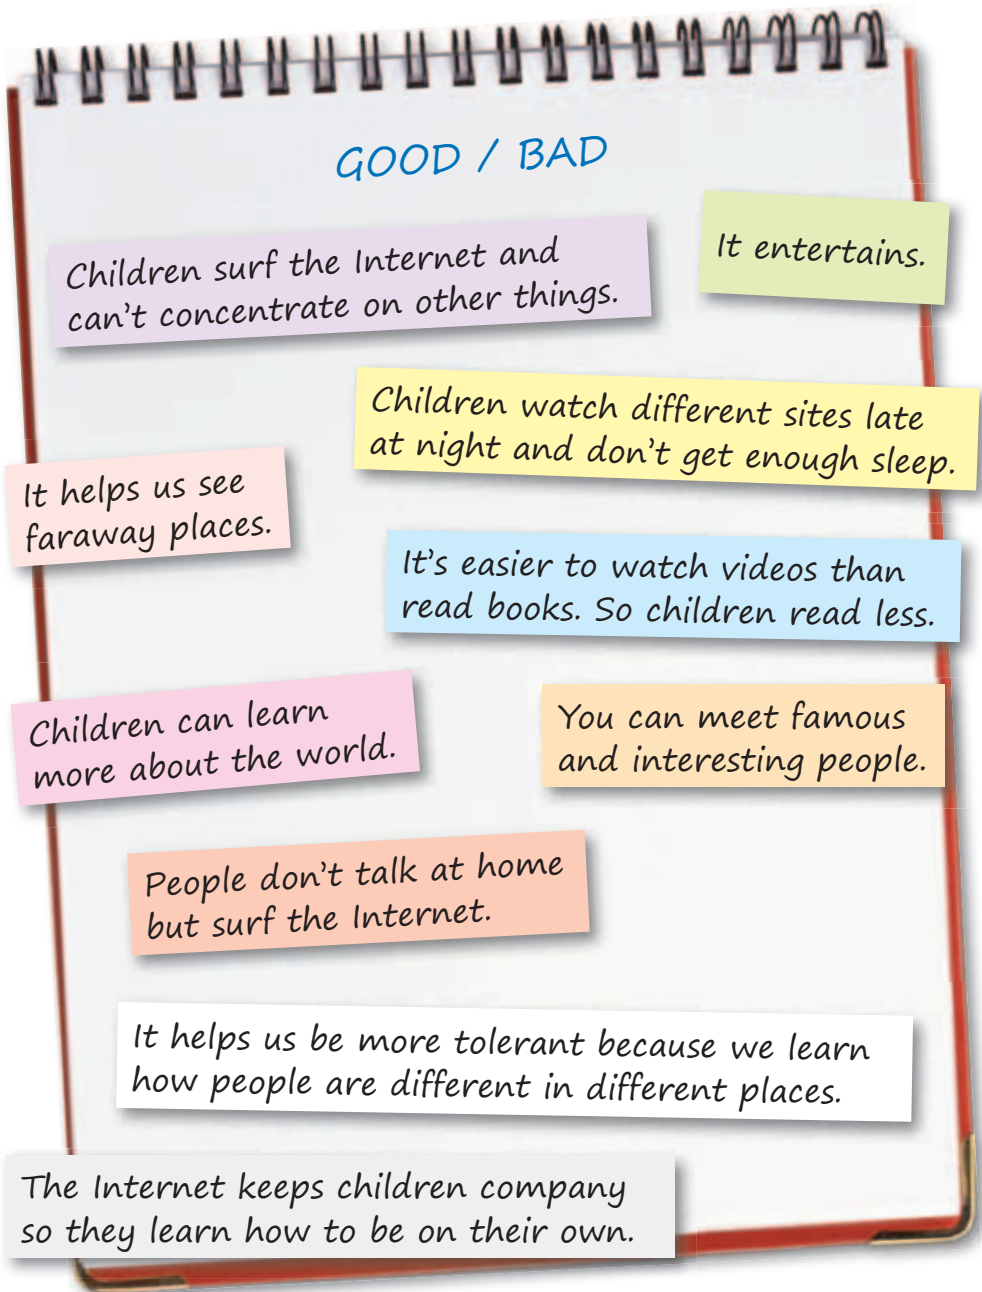 GOOD / BAD
Children surf the Internet and
can't concentrate on other things.
It entertains.
Children watch different sites late
at night and don't get enough sleep.
It helps us see
faraway places.
It's easier to watch videos than
read books. So children read less.
Children can learn
more about the world.
You can meet famous
and interesting people.
People don't talk at home
but surf the Internet.
It helps us be more tolerant because we learn
how people are different in different places.
The Internet keeps children company
so they learn how to be on their own.